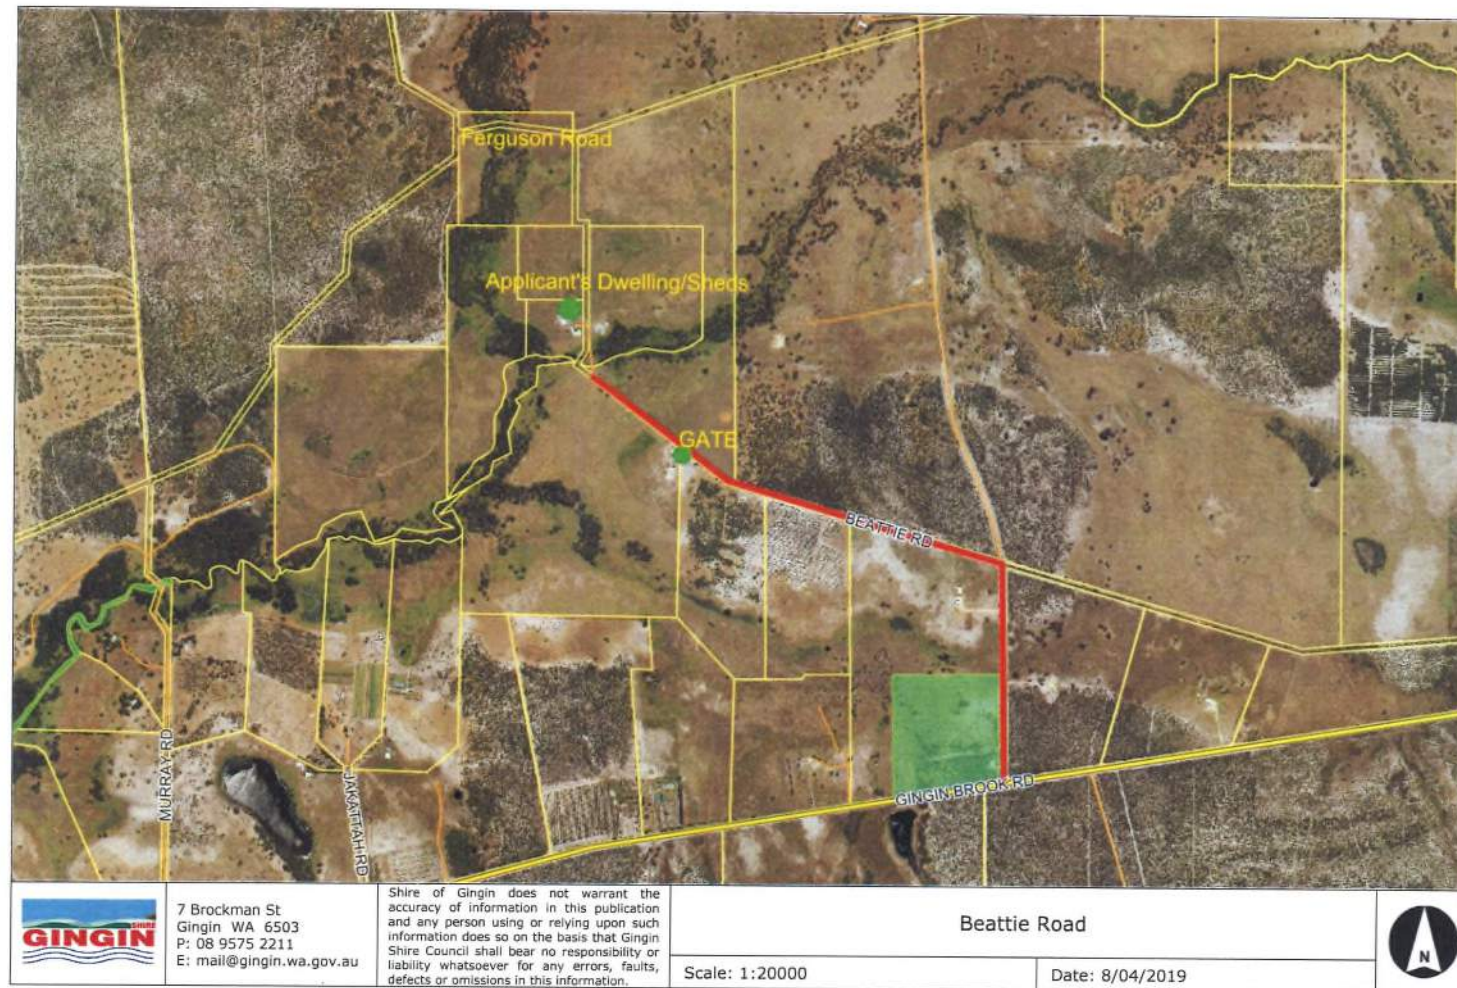 Ferguson Road
Applicant's Dwelling/Sheds
GATE
BEATTIE RD
GINGIN BROOK RD
MURRAY RD
JAKATTAH RD
SHIRE
GINGIN
7 Brockman St
Gingin WA 6503
P: 08 9575 2211
E: mail@gingin.wa.gov.au
Shire of Gingin does not warrant the
accuracy of information in this publication
and any person using or relying upon such
information does so on the basis that Gingin
Shire Council shall bear no responsibility or
liability whatsoever for any errors, faults,
defects or omissions in this information.
Beattie Road
Scale: 1:20000
Date: 8/04/2019
N